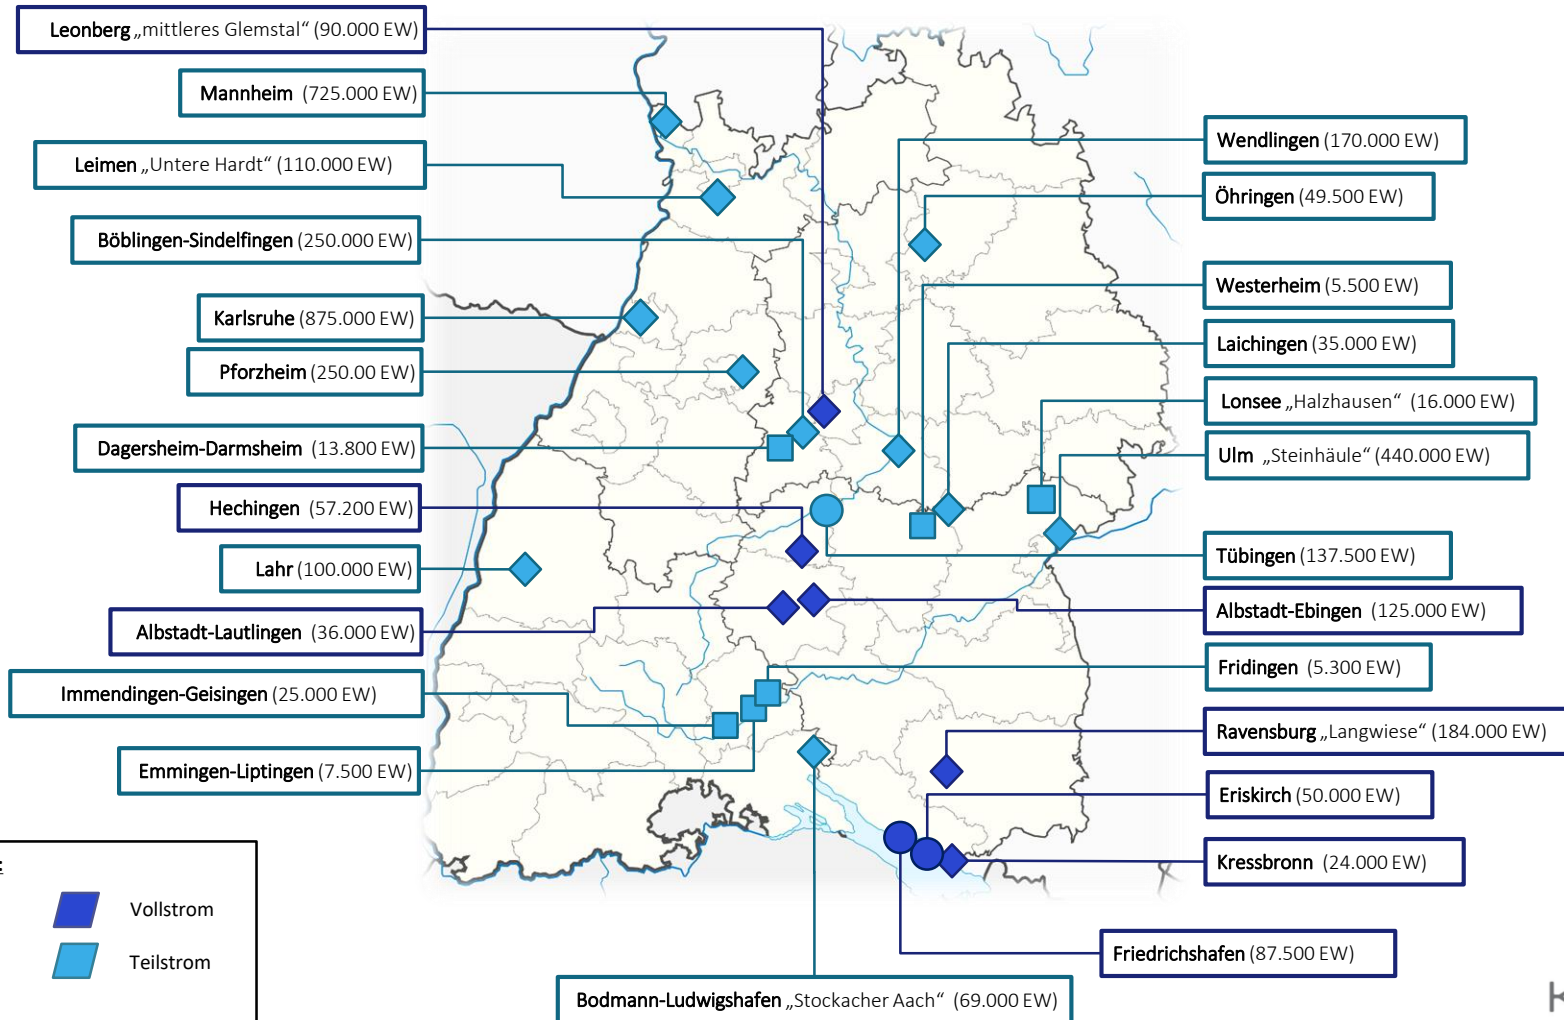 Leonberg „mittleres Glemstal“ (90.000 EW)
Mannheim (725.000 EW)
Leimen „Untere Hardt“ (110.000 EW)
Böblingen-Sindelfingen (250.000 EW)
Karlsruhe (875.000 EW)
Pforzheim (250.00 EW)
Dagersheim-Darmsheim (13.800 EW)
Hechingen (57.200 EW)
Lahr (100.000 EW)
Albstadt-Lautlingen (36.000 EW)
Immendingen-Geisingen (25.000 EW)
Emmingen-Liptingen (7.500 EW)
Wendlingen (170.000 EW)
Öhringen (49.500 EW)
Westerheim (5.500 EW)
Laichingen (35.000 EW)
Lonsee „Halzhausen“ (16.000 EW)
Ulm „Steinhäule“ (440.000 EW)
Tübingen (137.500 EW)
Albstadt-Ebingen (125.000 EW)
Fridingen (5.300 EW)
Ravensburg „Langwiese“ (184.000 EW)
Eriskirch (50.000 EW)
Kressbronn (24.000 EW)
Friedrichshafen (87.500 EW)
Bodmann-Ludwigshafen „Stockacher Aach“ (69.000 EW)
Vollstrom
Teilstrom